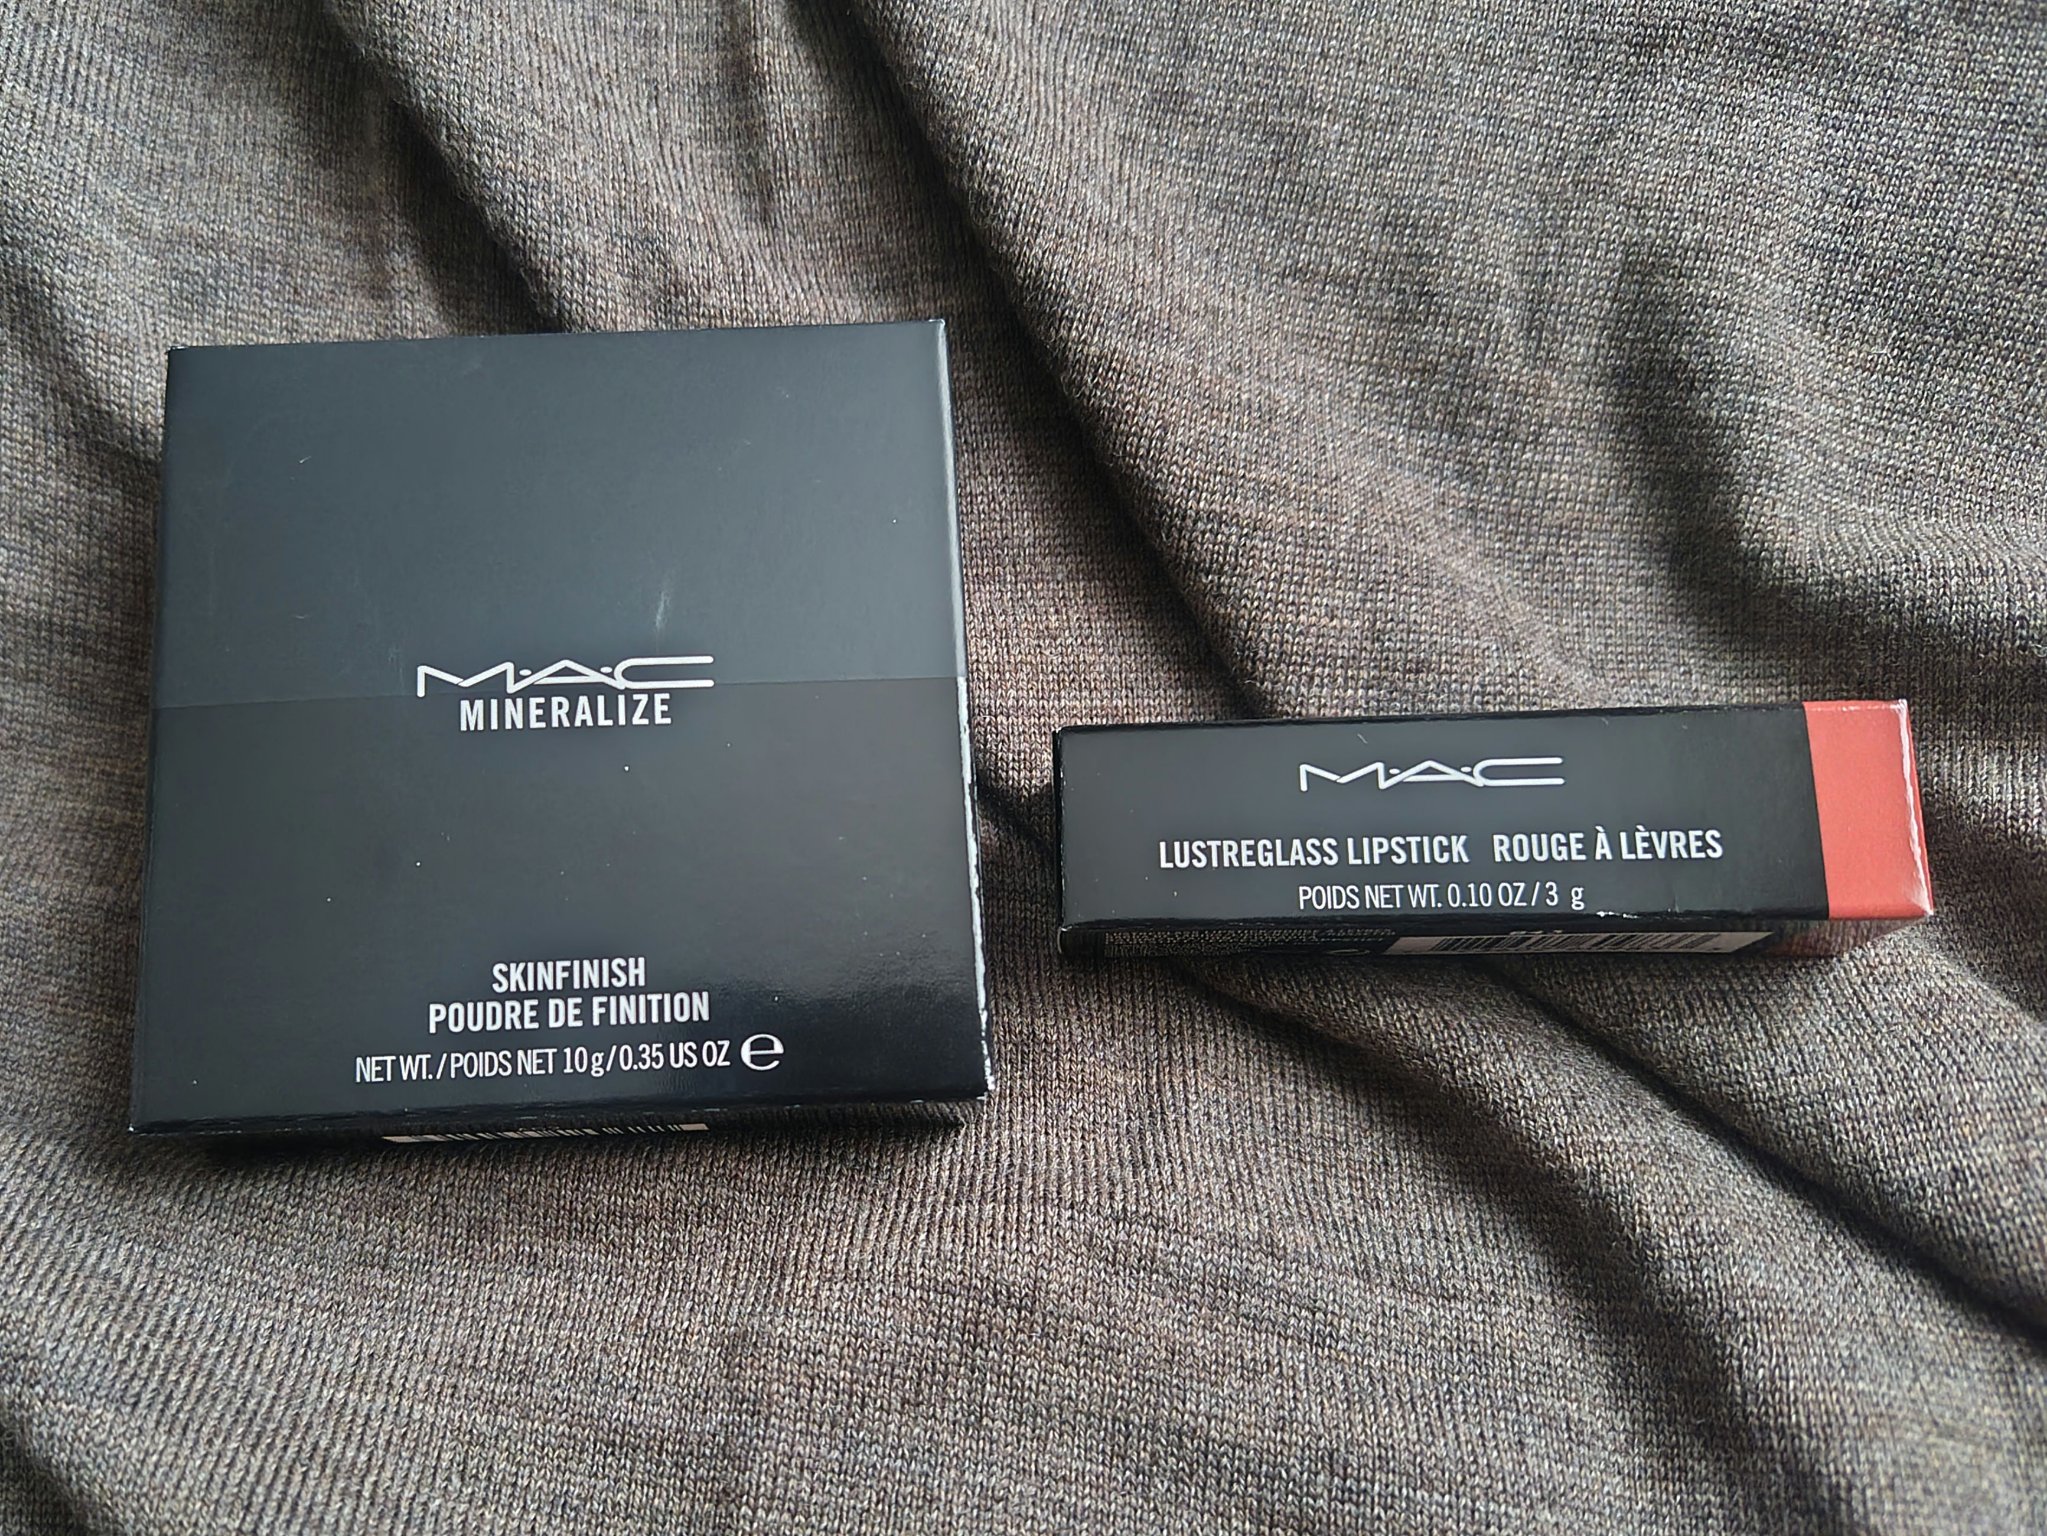 M·A·C
MINERALIZE
SKINFINISH
POUDRE DE FINITION
NET WT./POIDS NET 10 g/0.35 US OZ ℮
M·A·C
LUSTREGLASS LIPSTICK ROUGE À LÈVRES
POIDS NET WT. 0.10 OZ / 3 g